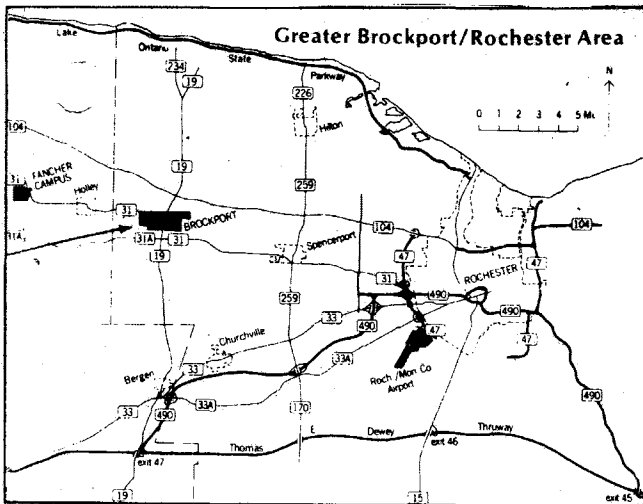 Greater Brockport/Rochester Area
Lake
Ontario
State
Parkway
N
0 1 2 3 4 5 Mi.
234
19
226
Hilton
104
19
259
31
FANCHER
CAMPUS
Holley
31
BROCKPORT
31A
31A
31
19
Spencerport
104
47
104
47
31
ROCHESTER
490
259
33
490
490
47
47
Churchville
33
33A
Roch/Mon Co
Airport
Bergen
33
33A
490
170
490
Thomas
E
Dewey
Thruway
exit 47
exit 46
19
15
exit 45